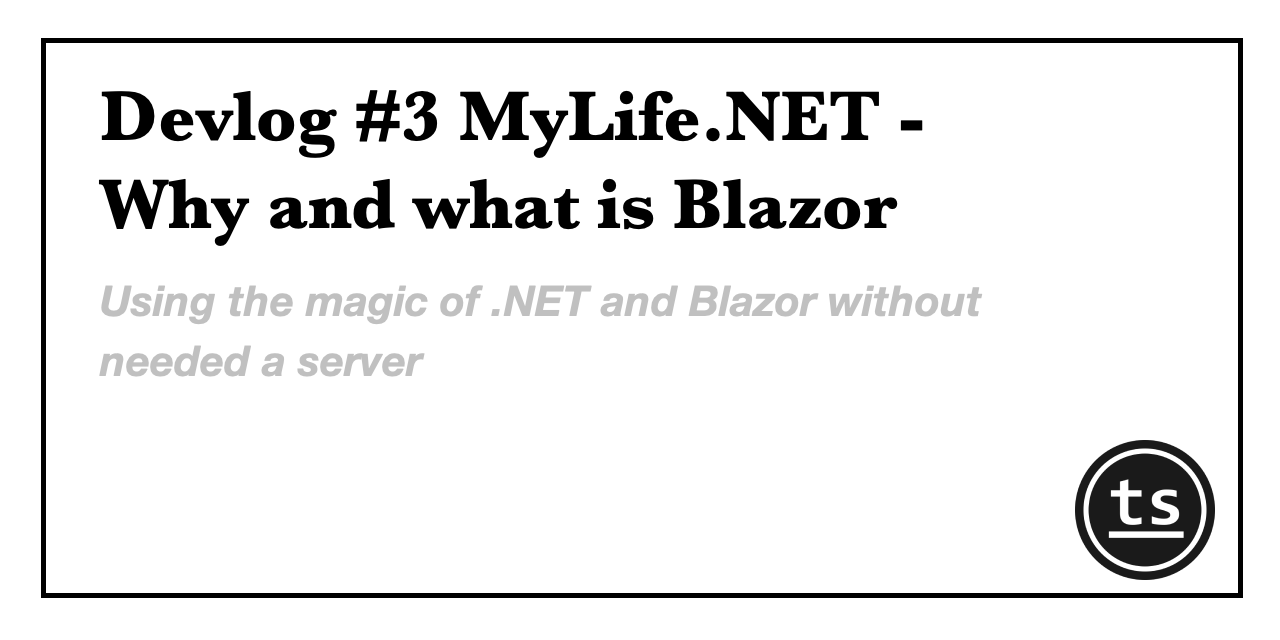 Devlog #3 MyLife.NET -
Why and what is Blazor
Using the magic of .NET and Blazor without
needed a server
ts